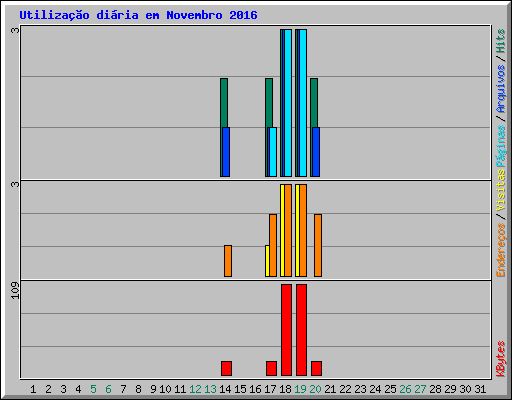 Utilização diária em Novembro 2016
3
3
109
Endereços / Visitas Páginas / Arquivos / Hits
KBytes
1 2 3 4 5 6 7 8 9 10 11 12 13 14 15 16 17 18 19 20 21 22 23 24 25 26 27 28 29 30 31